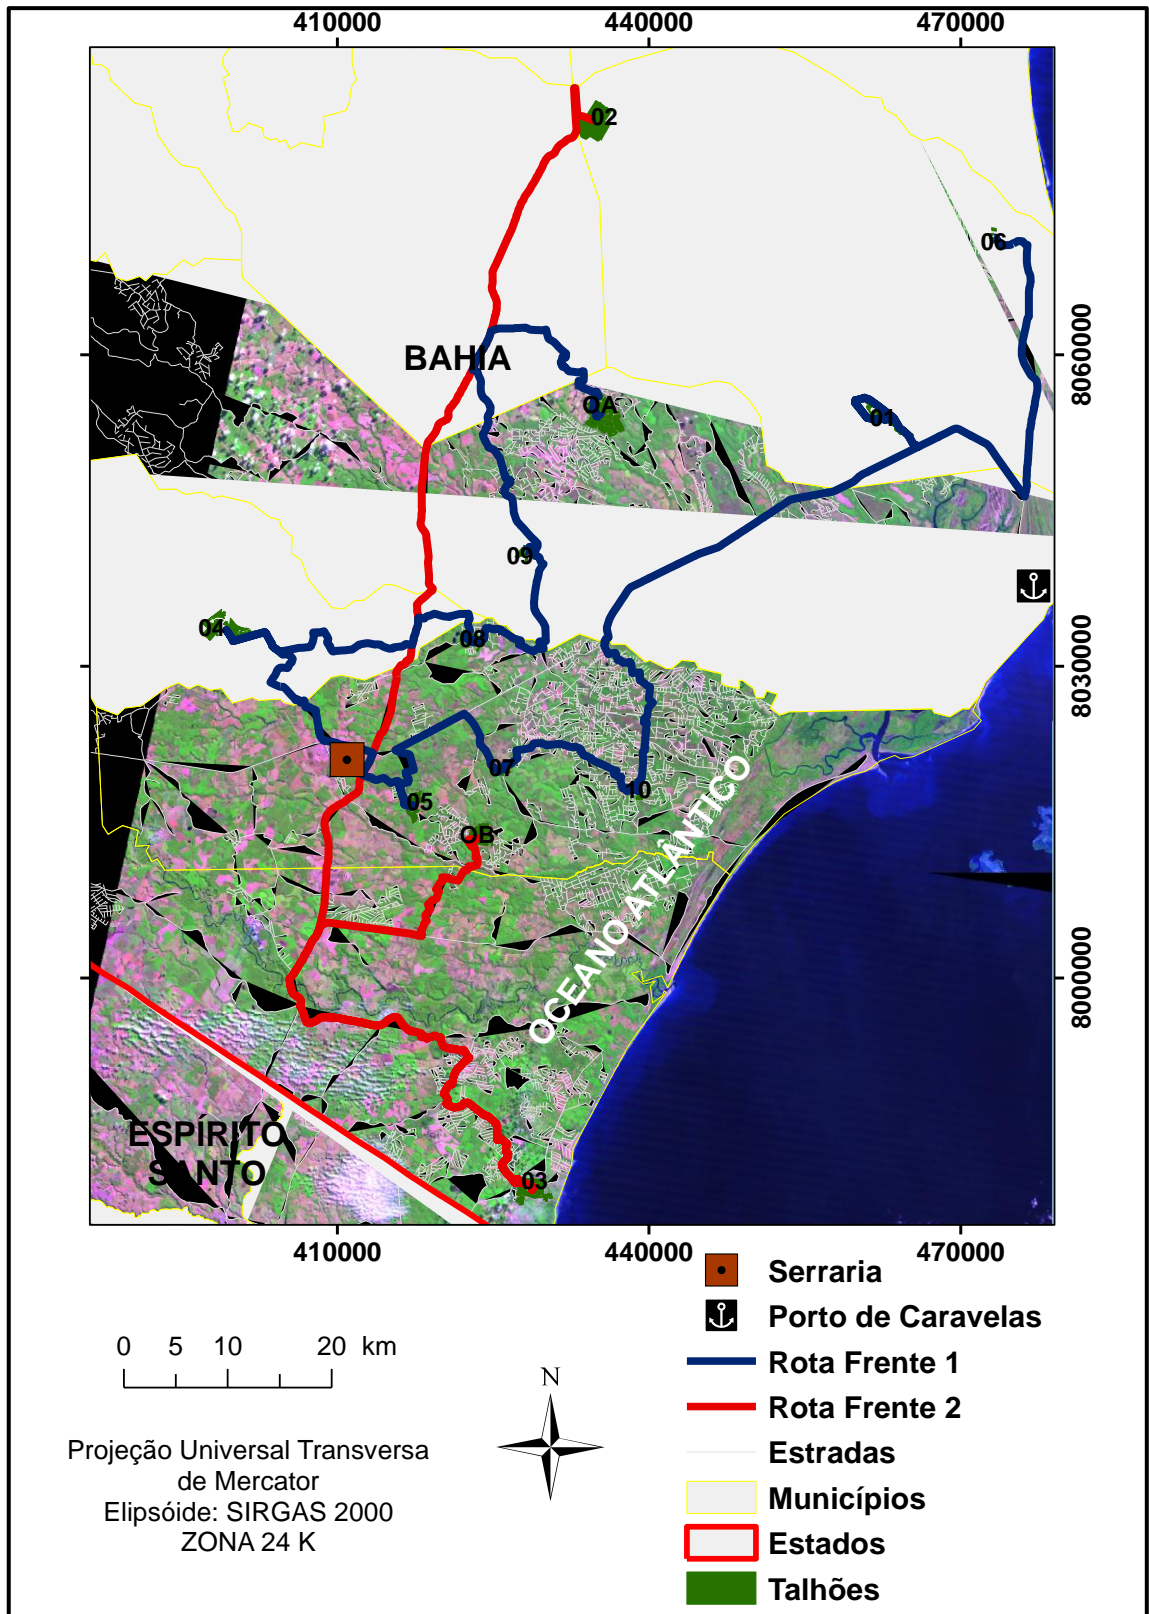 410000
440000
470000
02
06
8060000
BAHIA
OA
01
09
04
08
8030000
07
05
10
OB
OCEANO ATLÂNTICO
8000000
ESPÍRITO
SANTO
03
410000
440000
470000
Serraria
Porto de Caravelas
0 5 10 20 km
Rota Frente 1
N
Rota Frente 2
Projeção Universal Transversa
de Mercator
Elipsóide: SIRGAS 2000
ZONA 24 K
Estradas
Municípios
Estados
Talhões